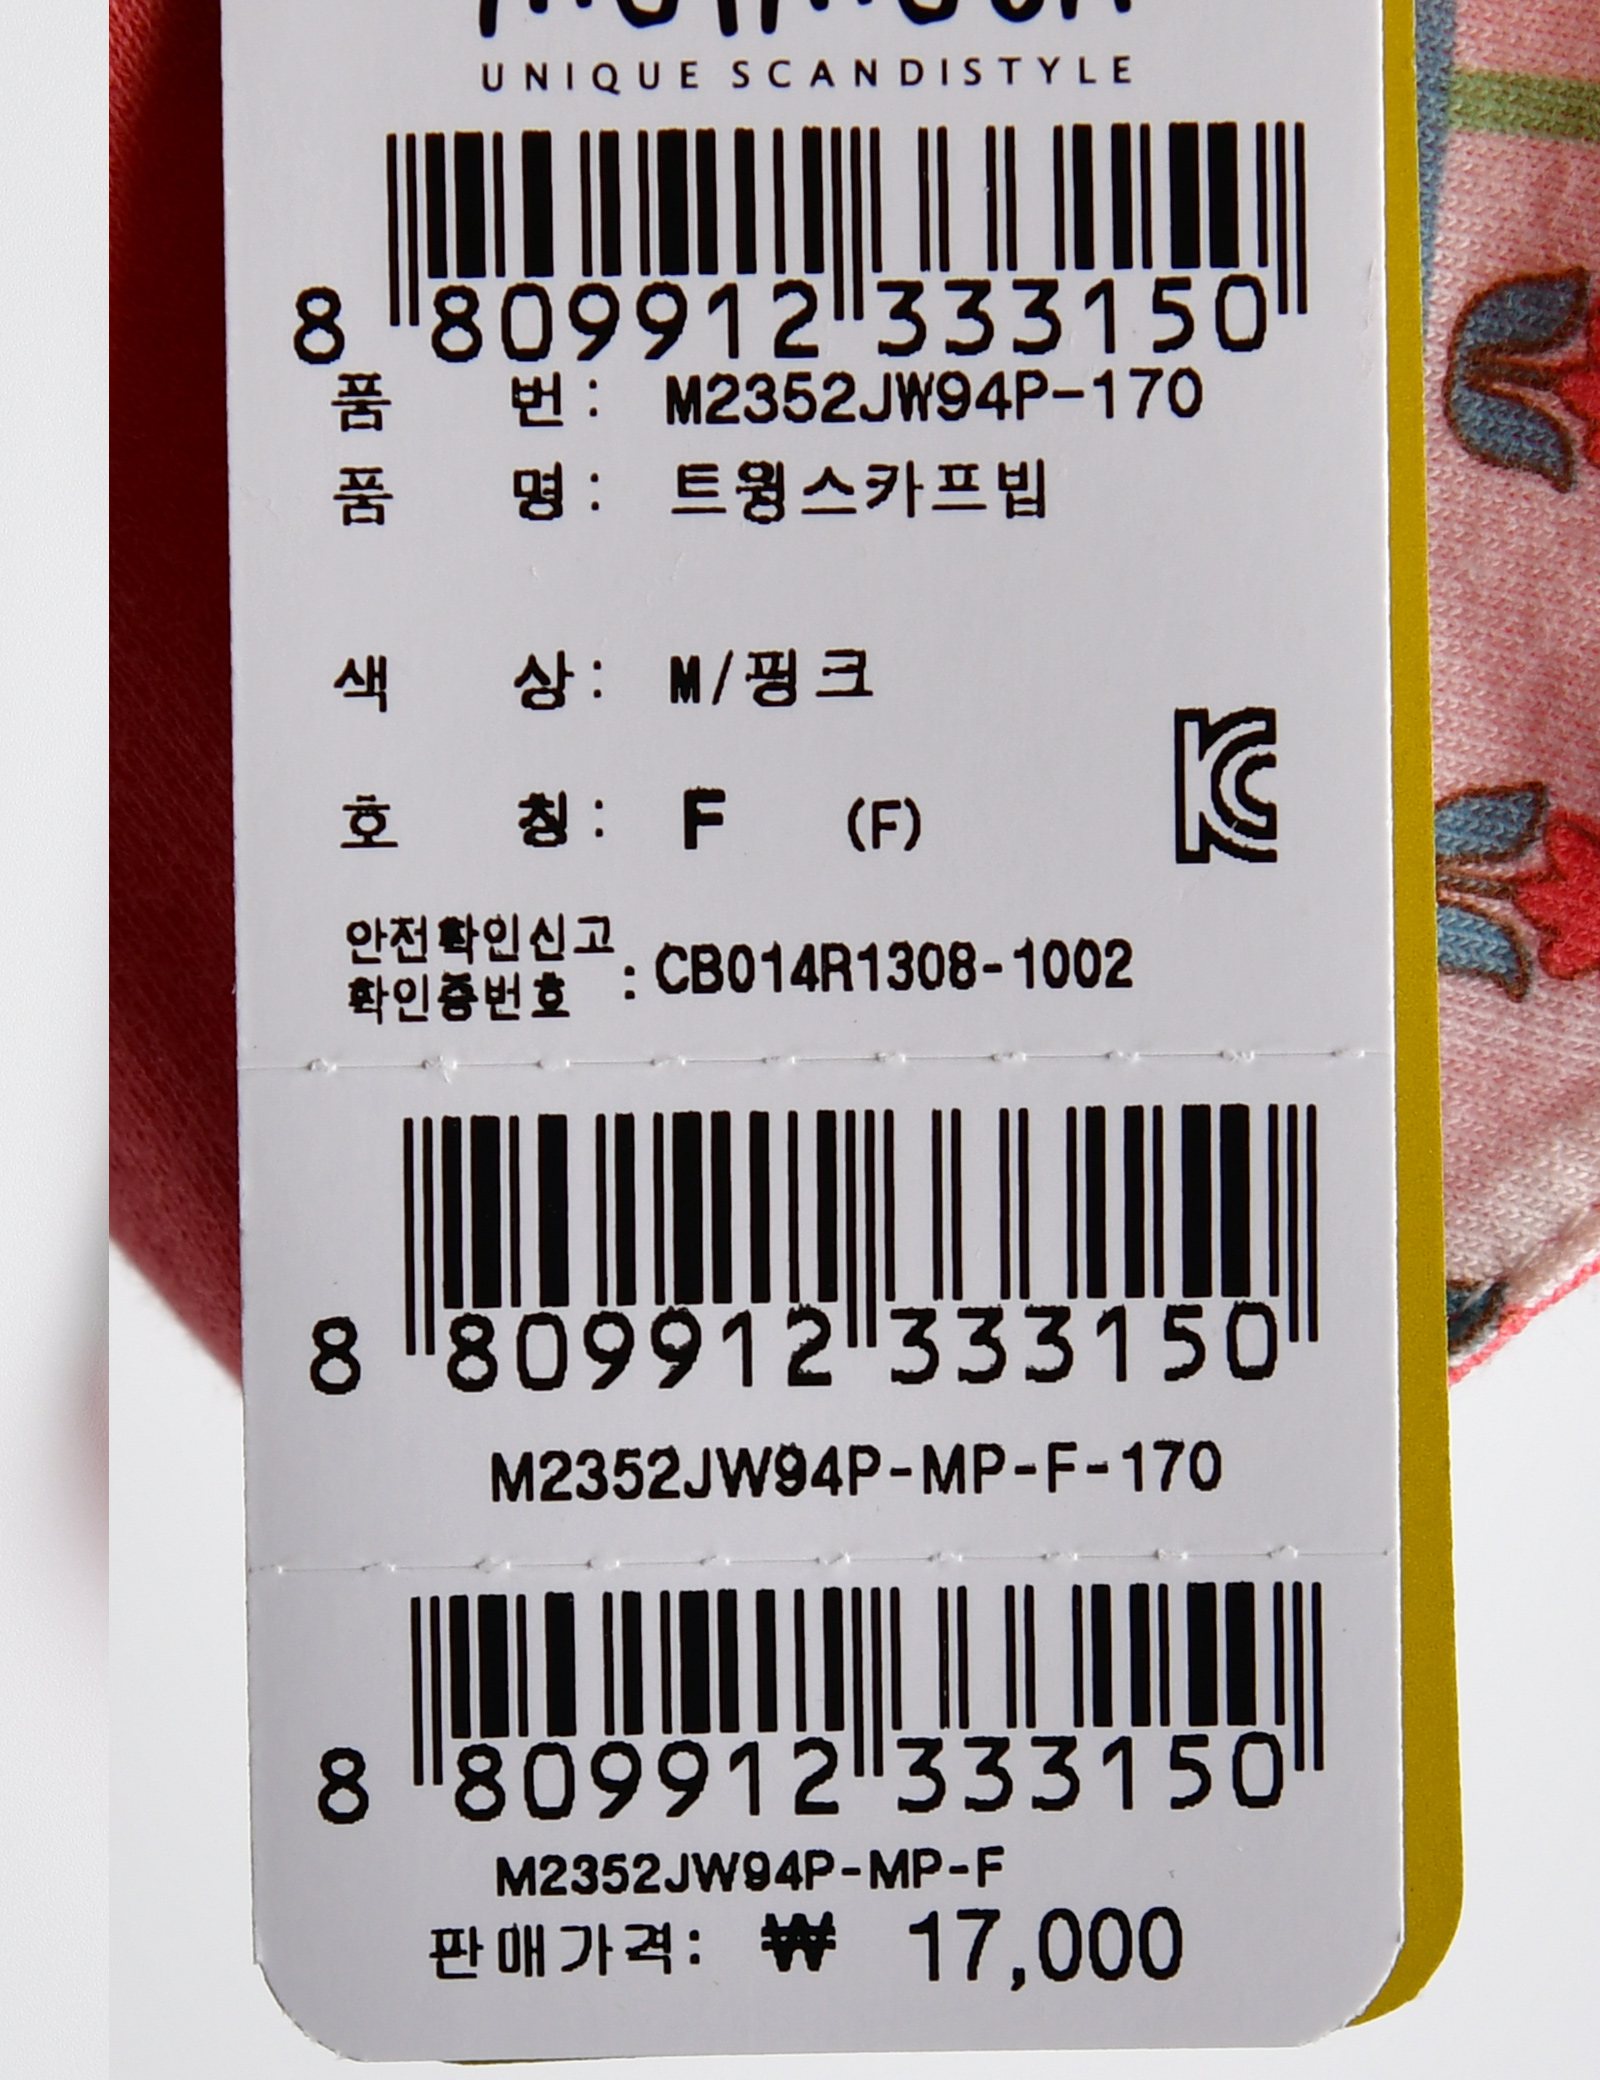 UNIQUE SCANDISTYLE
8 809912 333150
품 번: M2352JW94P-170
품 명: 트윙스카프빕
색 상: M/핑크
호 칭: F (F)
안전확인신고
확인증번호 : CB014R1308-1002
8 809912 333150
M2352JW94P-MP-F-170
8 809912 333150
M2352JW94P-MP-F
판매가격: ₩ 17,000